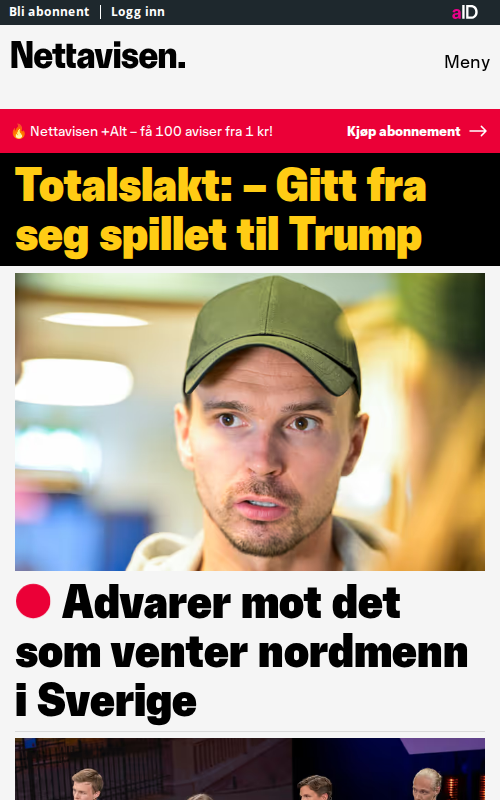 Bli abonnent | Logg inn
aID
Nettavisen.
Meny
🔥 Nettavisen +Alt – få 100 aviser fra 1 kr!
Kjøp abonnement →
Totalslakt: – Gitt fra
seg spillet til Trump
Advarer mot det
som venter nordmenn
i Sverige